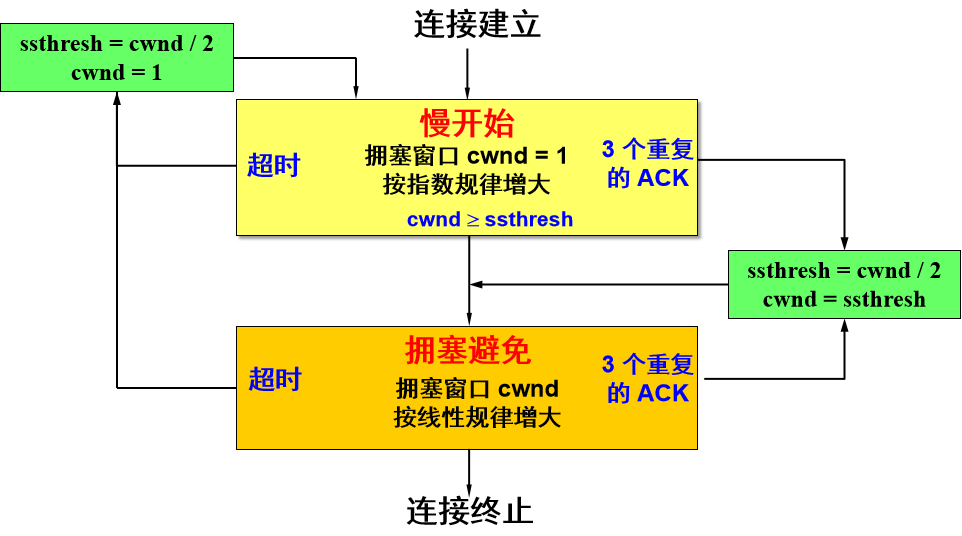 连接建立
ssthresh = cwnd / 2
cwnd = 1
慢开始
超时
拥塞窗口 cwnd = 1
按指数规律增大
cwnd ≥ ssthresh
3 个重复
的 ACK
ssthresh = cwnd / 2
cwnd = ssthresh
拥塞避免
超时
拥塞窗口 cwnd
按线性规律增大
3 个重复
的 ACK
连接终止